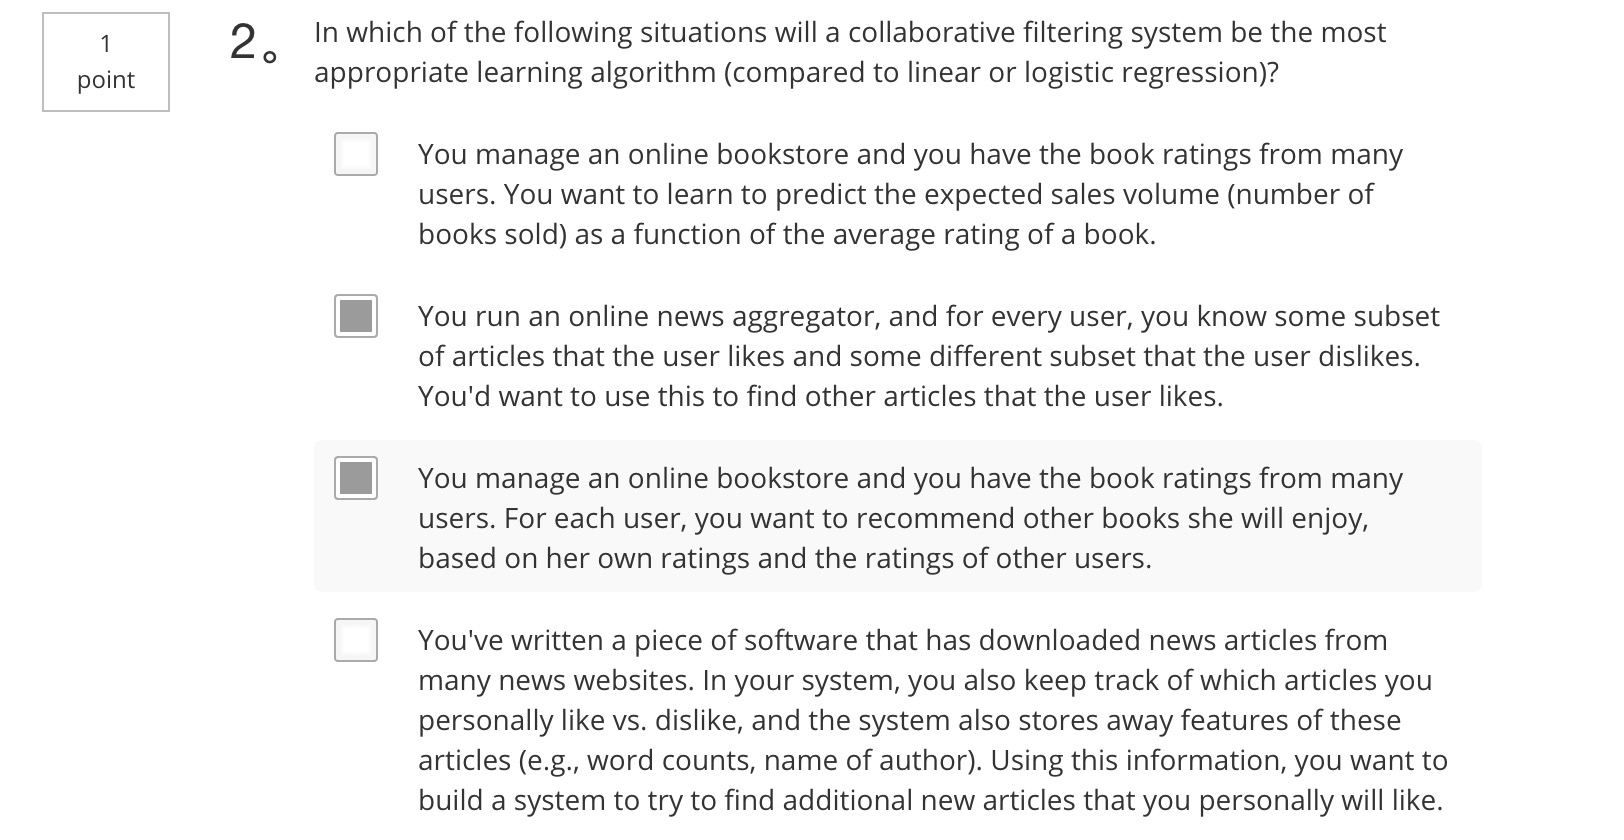 1
point
2。
In which of the following situations will a collaborative filtering system be the most
appropriate learning algorithm (compared to linear or logistic regression)?
You manage an online bookstore and you have the book ratings from many
users. You want to learn to predict the expected sales volume (number of
books sold) as a function of the average rating of a book.
You run an online news aggregator, and for every user, you know some subset
of articles that the user likes and some different subset that the user dislikes.
You'd want to use this to find other articles that the user likes.
You manage an online bookstore and you have the book ratings from many
users. For each user, you want to recommend other books she will enjoy,
based on her own ratings and the ratings of other users.
You've written a piece of software that has downloaded news articles from
many news websites. In your system, you also keep track of which articles you
personally like vs. dislike, and the system also stores away features of these
articles (e.g., word counts, name of author). Using this information, you want to
build a system to try to find additional new articles that you personally will like.